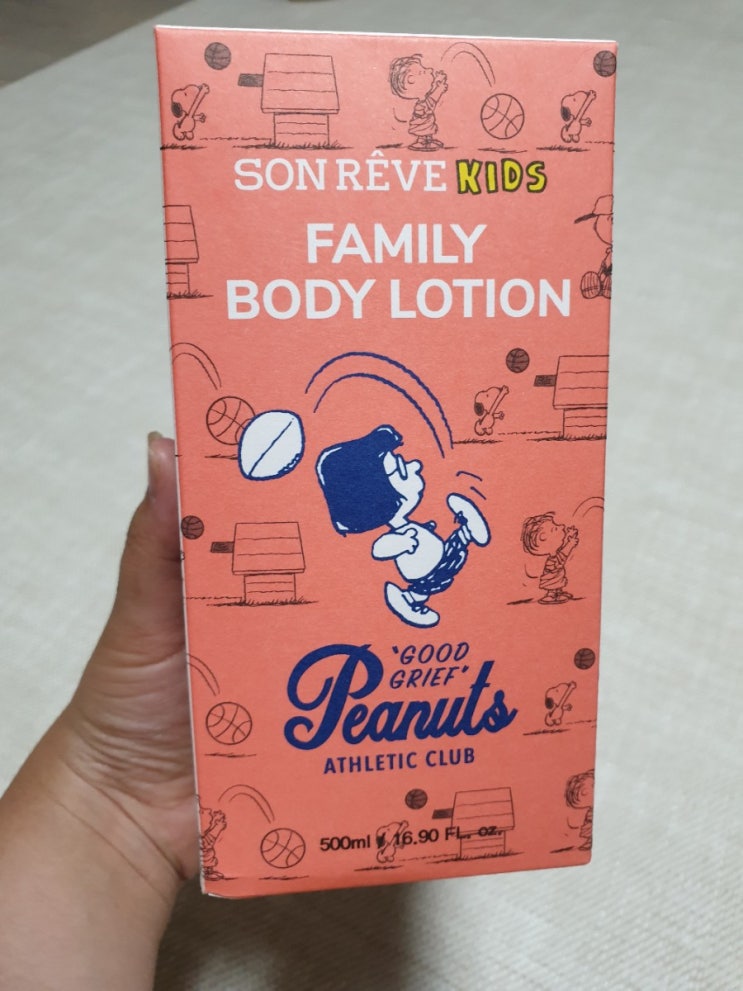 SON RÊVE KIDS
FAMILY
BODY LOTION
'GOOD
GRIEF'
Peanuts
ATHLETIC CLUB
500ml / 16.90 FL. oz.